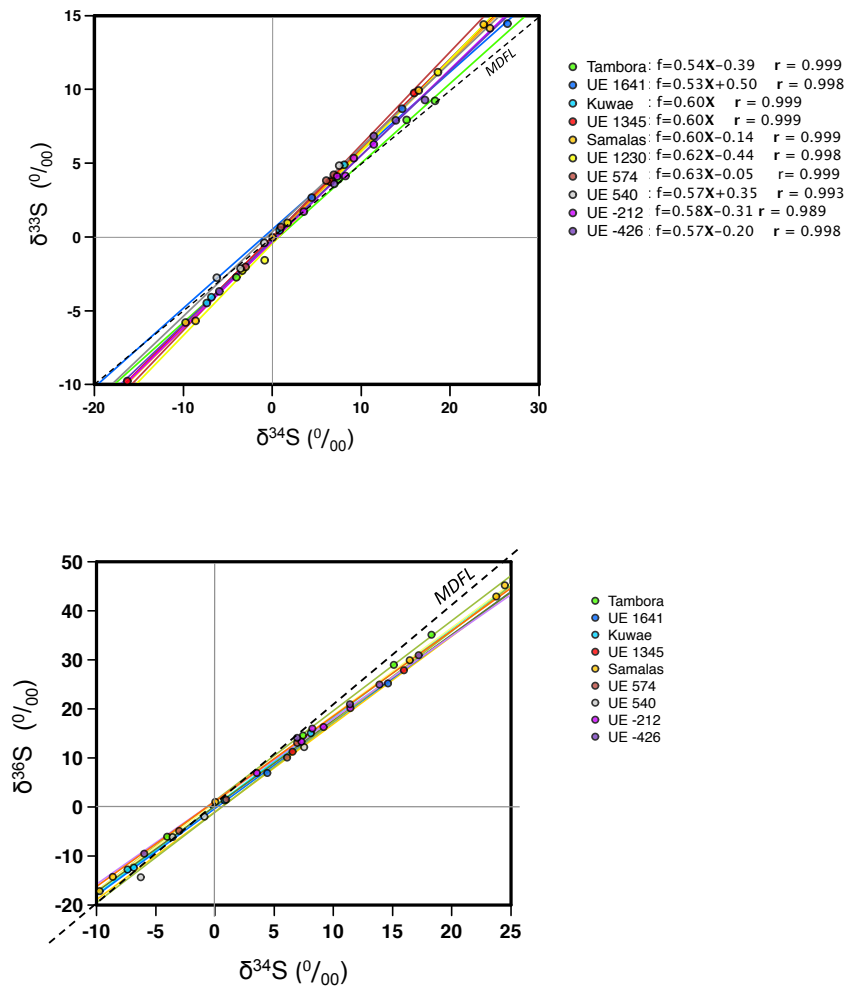 15
10
5
0
-5
-10
-20
-10
0
10
20
30
δ33S (0/00)
δ34S (0/00)
MDFL
Tambora: f=0.54X−0.39 r = 0.999
UE 1641: f=0.53X+0.50 r = 0.998
Kuwae : f=0.60X r = 0.999
UE 1345: f=0.60X r = 0.999
Samalas: f=0.60X−0.14 r = 0.999
UE 1230: f=0.62X−0.44 r = 0.998
UE 574 : f=0.63X−0.05 r= 0.999
UE 540 : f=0.57X+0.35 r = 0.993
UE -212 : f=0.58X−0.31 r = 0.989
UE -426 : f=0.57X−0.20 r = 0.998
50
40
30
20
10
0
-10
-20
-10
-5
0
5
10
15
20
25
δ36S (0/00)
δ34S (0/00)
MDFL
Tambora
UE 1641
Kuwae
UE 1345
Samalas
UE 574
UE 540
UE -212
UE -426